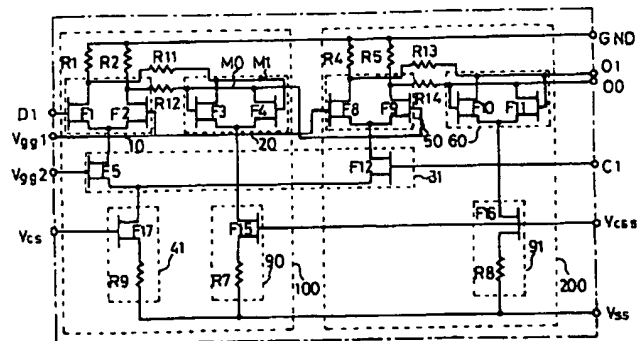 GND
R1 R2 R11 M0 M1 R4 R5 R13
O1
O0
R12 R14
D1 F1 F2 F3 F4 F8 F9 F10 F11
Vgg1 10 20 50 60
Vgg2 F5 F12 C1
31
Vcs F17 F15 F16 Vcss
41 90 91
R9 R7 100 R8 200
Vss